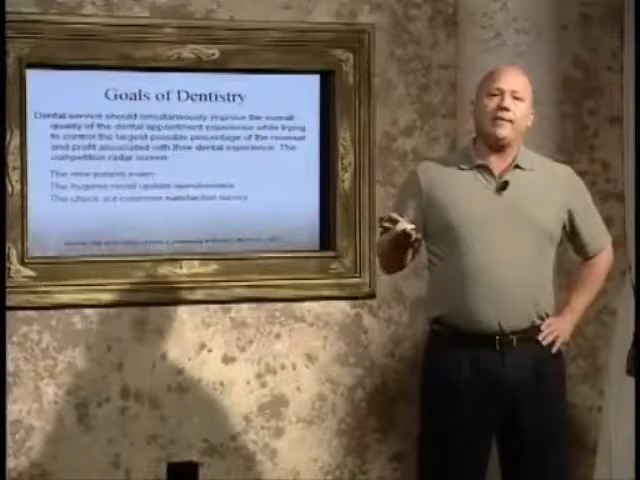 Goals of Dentistry
Dental service should simultaneously improve the overall
quality of the dental appointment experience while trying
to control the largest possible percentage of the revenue
and profit associated with their dental experience. The
competitive radar screen
The new patient exam
The hygiene recall update questionnaire
The check out customer satisfaction survey